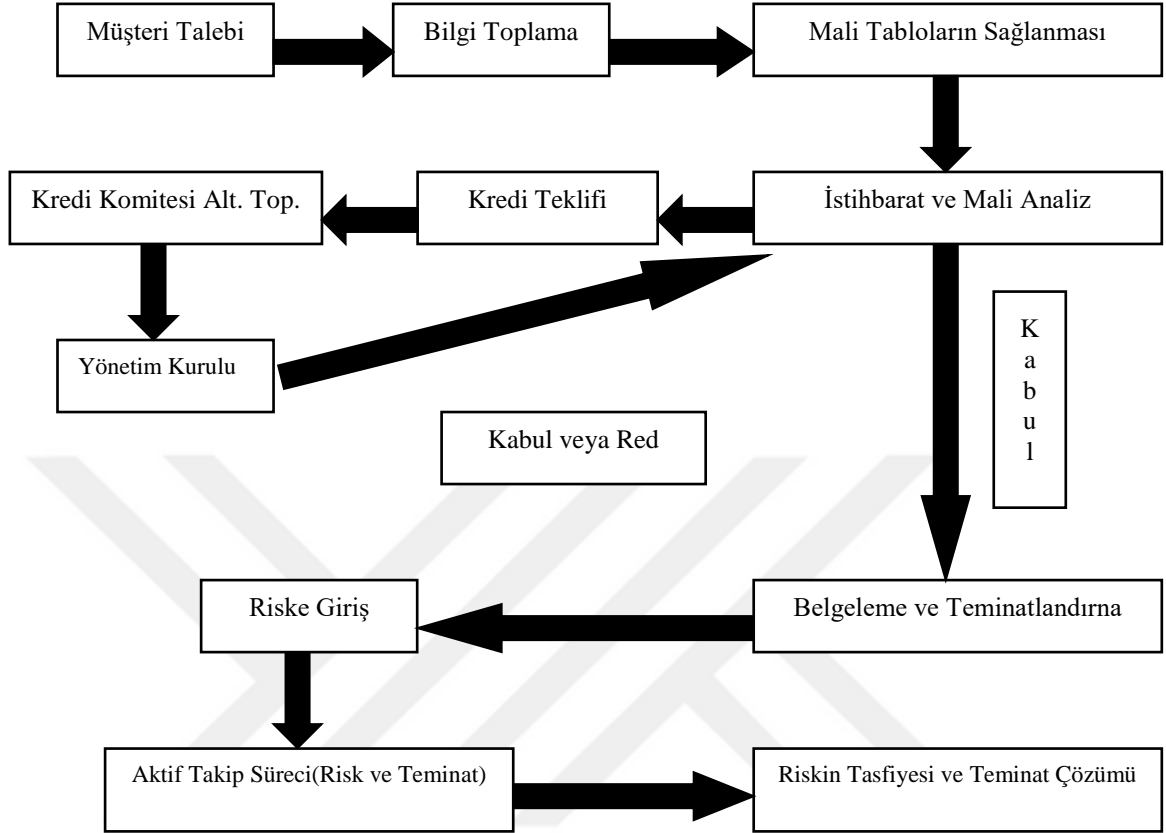 Müşteri Talebi
Bilgi Toplama
Mali Tabloların Sağlanması
Kredi Komitesi Alt. Top.
Kredi Teklifi
İstihbarat ve Mali Analiz
Yönetim Kurulu
K
a
b
u
l
Kabul veya Red
Riske Giriş
Belgeleme ve Teminatlandırna
Aktif Takip Süreci(Risk ve Teminat)
Riskin Tasfiyesi ve Teminat Çözümü